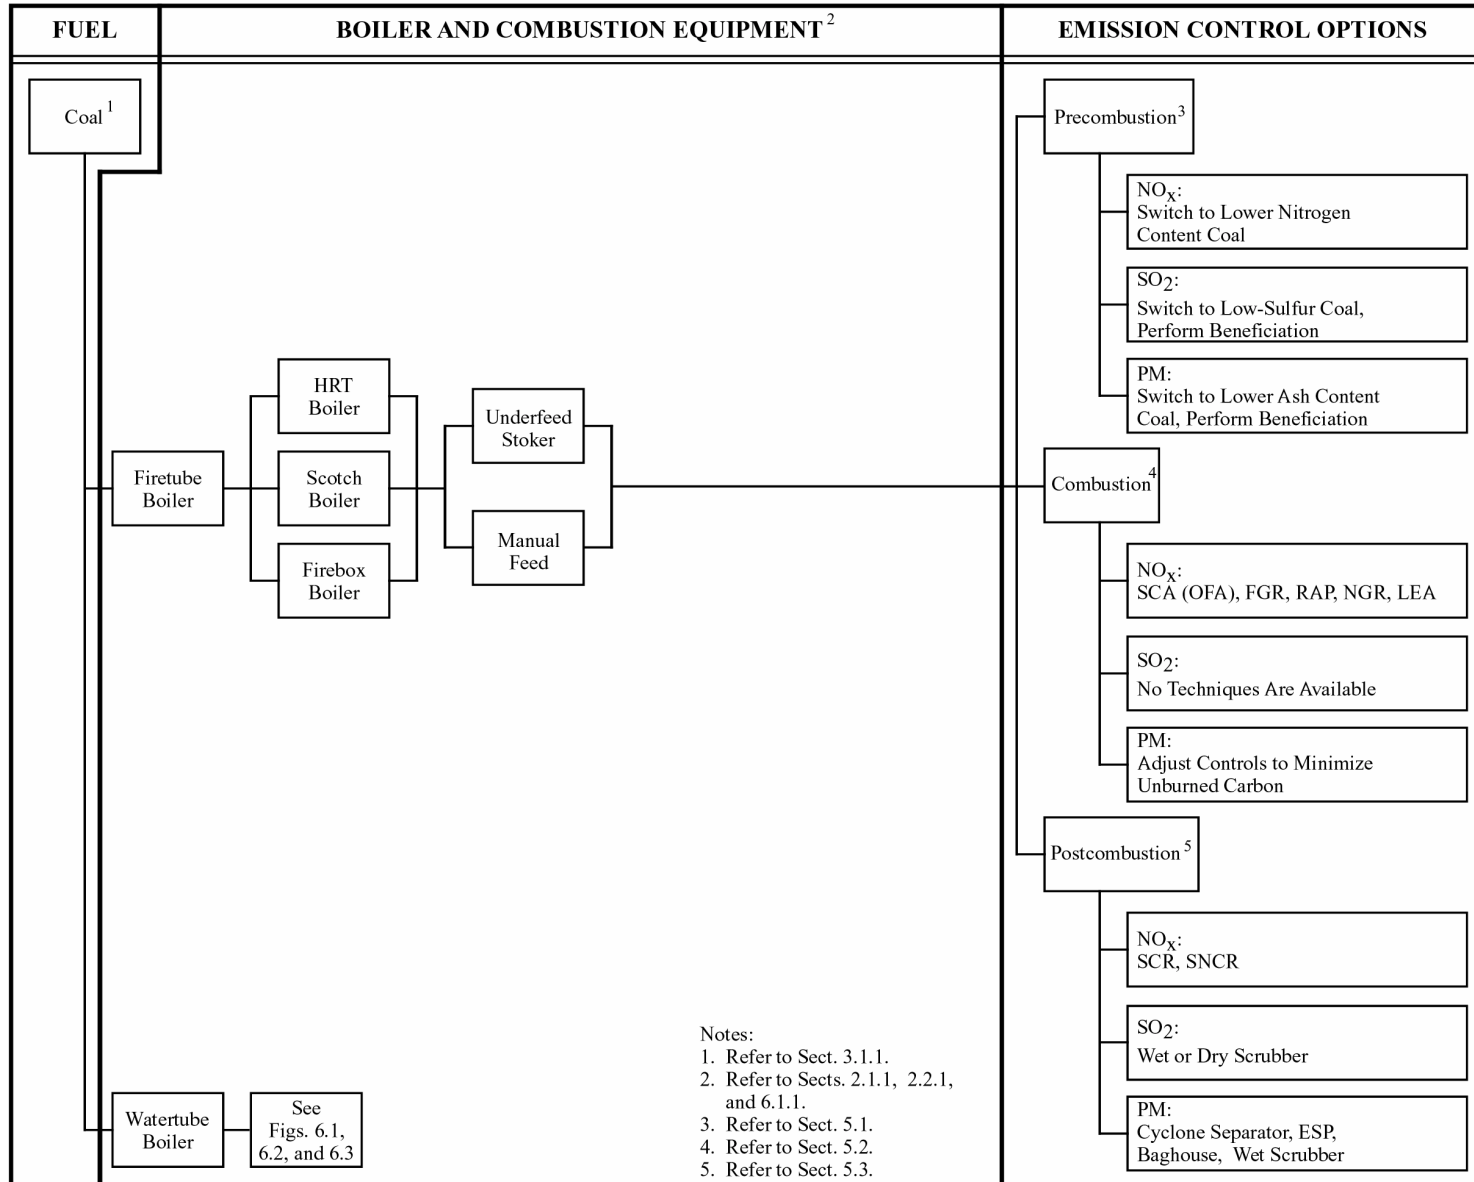 FUEL
BOILER AND COMBUSTION EQUIPMENT 2
EMISSION CONTROL OPTIONS
Coal 1
Firetube
Boiler
HRT
Boiler
Scotch
Boiler
Firebox
Boiler
Underfeed
Stoker
Manual
Feed
Watertube
Boiler
See
Figs. 6.1,
6.2, and 6.3
Notes:
1. Refer to Sect. 3.1.1.
2. Refer to Sects. 2.1.1, 2.2.1,
and 6.1.1.
3. Refer to Sect. 5.1.
4. Refer to Sect. 5.2.
5. Refer to Sect. 5.3.
Precombustion3
NOx:
Switch to Lower Nitrogen
Content Coal
SO2:
Switch to Low-Sulfur Coal,
Perform Beneficiation
PM:
Switch to Lower Ash Content
Coal, Perform Beneficiation
Combustion4
NOx:
SCA (OFA), FGR, RAP, NGR, LEA
SO2:
No Techniques Are Available
PM:
Adjust Controls to Minimize
Unburned Carbon
Postcombustion 5
NOx:
SCR, SNCR
SO2:
Wet or Dry Scrubber
PM:
Cyclone Separator, ESP,
Baghouse, Wet Scrubber